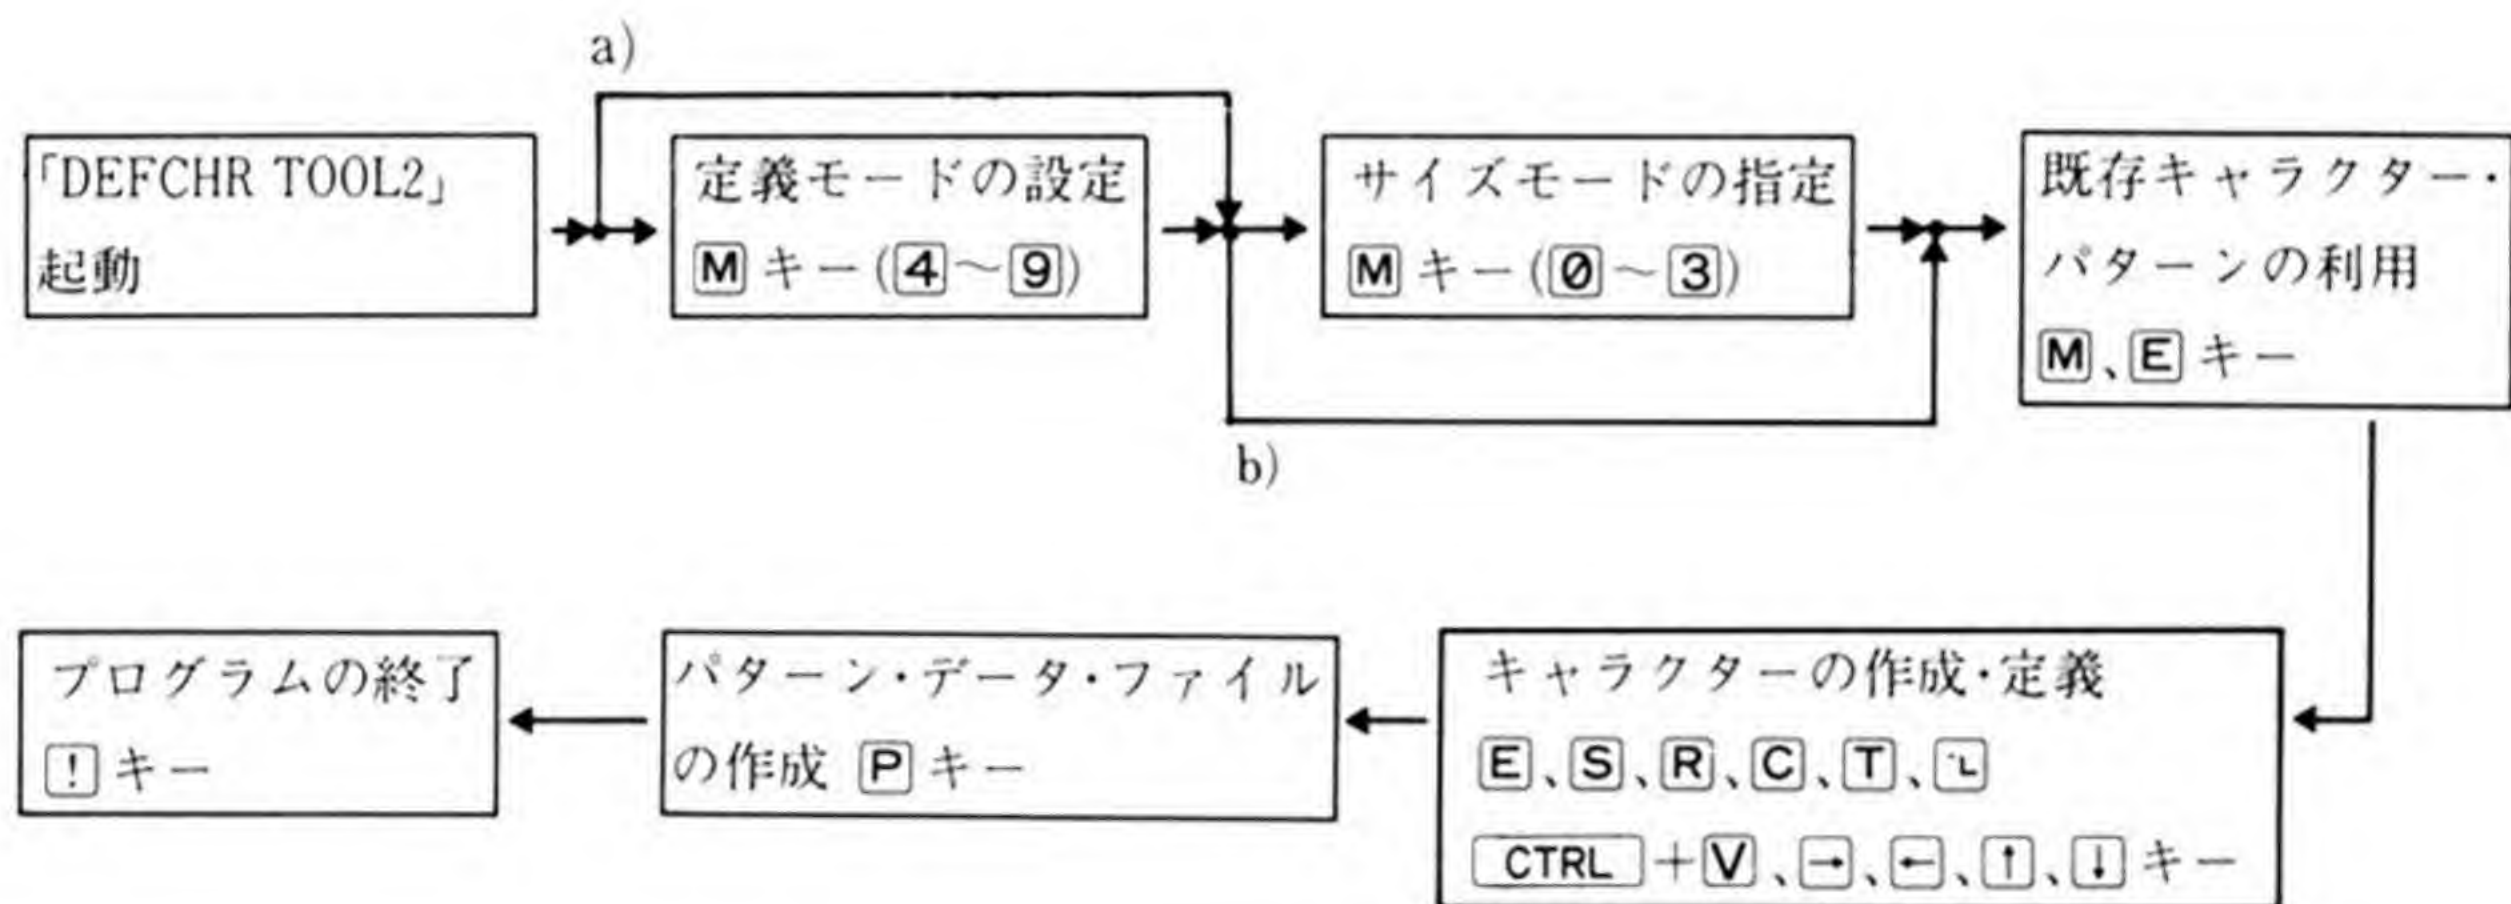 a)
「DEFCHR TOOL2」
起動
定義モードの設定
M キー(4～9)
サイズモードの指定
M キー(0～3)
既存キャラクター・
パターンの利用
M、E キー
b)
プログラムの終了
! キー
パターン・データ・ファイル
の作成 P キー
キャラクターの作成・定義
E、S、R、C、T、
CTRL+V、→、←、↑、↓ キー